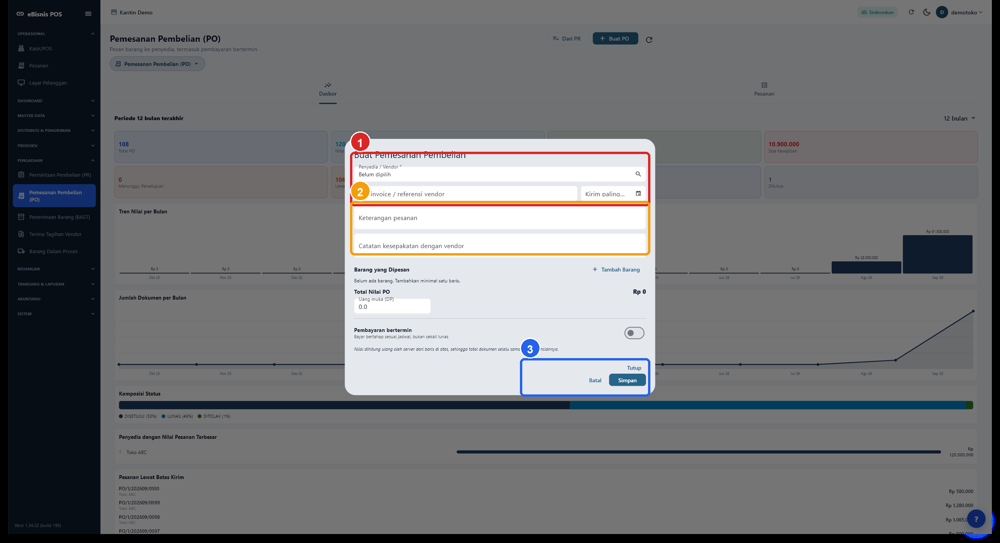 eBisnis POS
OPERASIONAL
Kasir/POS
Pesanan
Layar Pelanggan
DASHBOARD
MASTER DATA
DISTRIBUSI & PENGIRIMAN
PRODUKSI
PENGADAAN
Permintaan Pembelian (PR)
Pemesanan Pembelian
(PO)
Penerimaan Barang (BAST)
Terima Tagihan Vendor
Barang Dalam Proses
KEUANGAN
TRANSAKSI & LAPORAN
AKUNTANSI
SISTEM
Versi 1.34.32 (build 195)
Kantin Demo
Sinkronkan
D
demotoko
Pemesanan Pembelian (PO)
Pesan barang ke penyedia, termasuk pembayaran bertermin
Dari PR
Buat PO
Pemesanan Pembelian (PO)
Dasbor
Pesanan
Periode 12 bulan terakhir
12 bulan
108
Total PO
120
Nilai
10.900.000
Sisa Kewajiban
0
Menunggu Persetujuan
106
Lewa
1
Ditutup
Tren Nilai per Bulan
Rp 0
Rp 0
Rp 0
Rp 0
Rp 0
Rp 29.000.000
Rp 91.500.000
Okt 25
Nov 25
Des 25
26
Jun 26
Jul 26
Ags 26
Sep 26
Jumlah Dokumen per Bulan
Okt 25
Nov 25
Des 25
26
Jun 26
Jul 26
Ags 26
Sep 26
Komposisi Status
DISETUJUI (53%) LUNAS (46%) DITOLAK (1%)
Penyedia dengan Nilai Pesanan Terbesar
1 Toko ABC
Rp
120.500.000
Pesanan Lewat Batas Kirim
PO/1/202609/0100
Toko ABC
Rp 580.000
PO/1/202609/0099
Toko ABC
Rp 1.280.000
PO/1/202609/0098
Toko ABC
Rp 1.085.0
PO/1/202609/0097
Rp 900.000
?
1
Buat Pemesanan Pembelian
Penyedia / Vendor *
Belum dipilih
2
invoice / referensi vendor
Kirim paling...
Keterangan pesanan
Catatan kesepakatan dengan vendor
Barang yang Dipesan
Tambah Barang
Belum ada barang. Tambahkan minimal satu baris.
Total Nilai PO
Rp 0
Uang muka (DP)
0.0
Pembayaran bertermin
Bayar bertahap sesuai jadwal, bukan sekali lunas
Nilai dihitung ulang oleh server dari baris di atas, sehingga total dokumen selalu sama
nciannya.
3
Tutup
Batal
Simpan